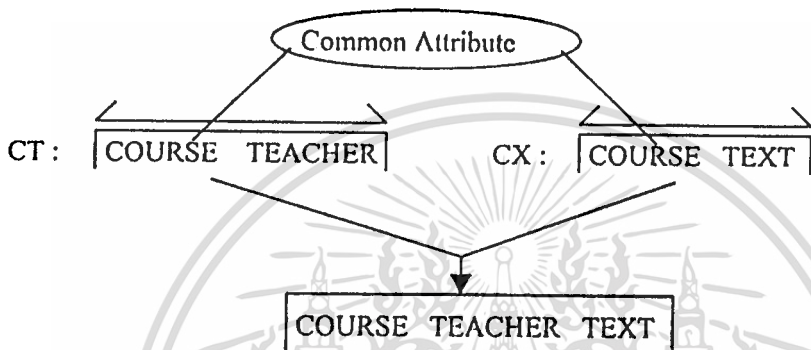 Common Attribute
CT : COURSE TEACHER CX : COURSE TEXT
COURSE TEACHER TEXT